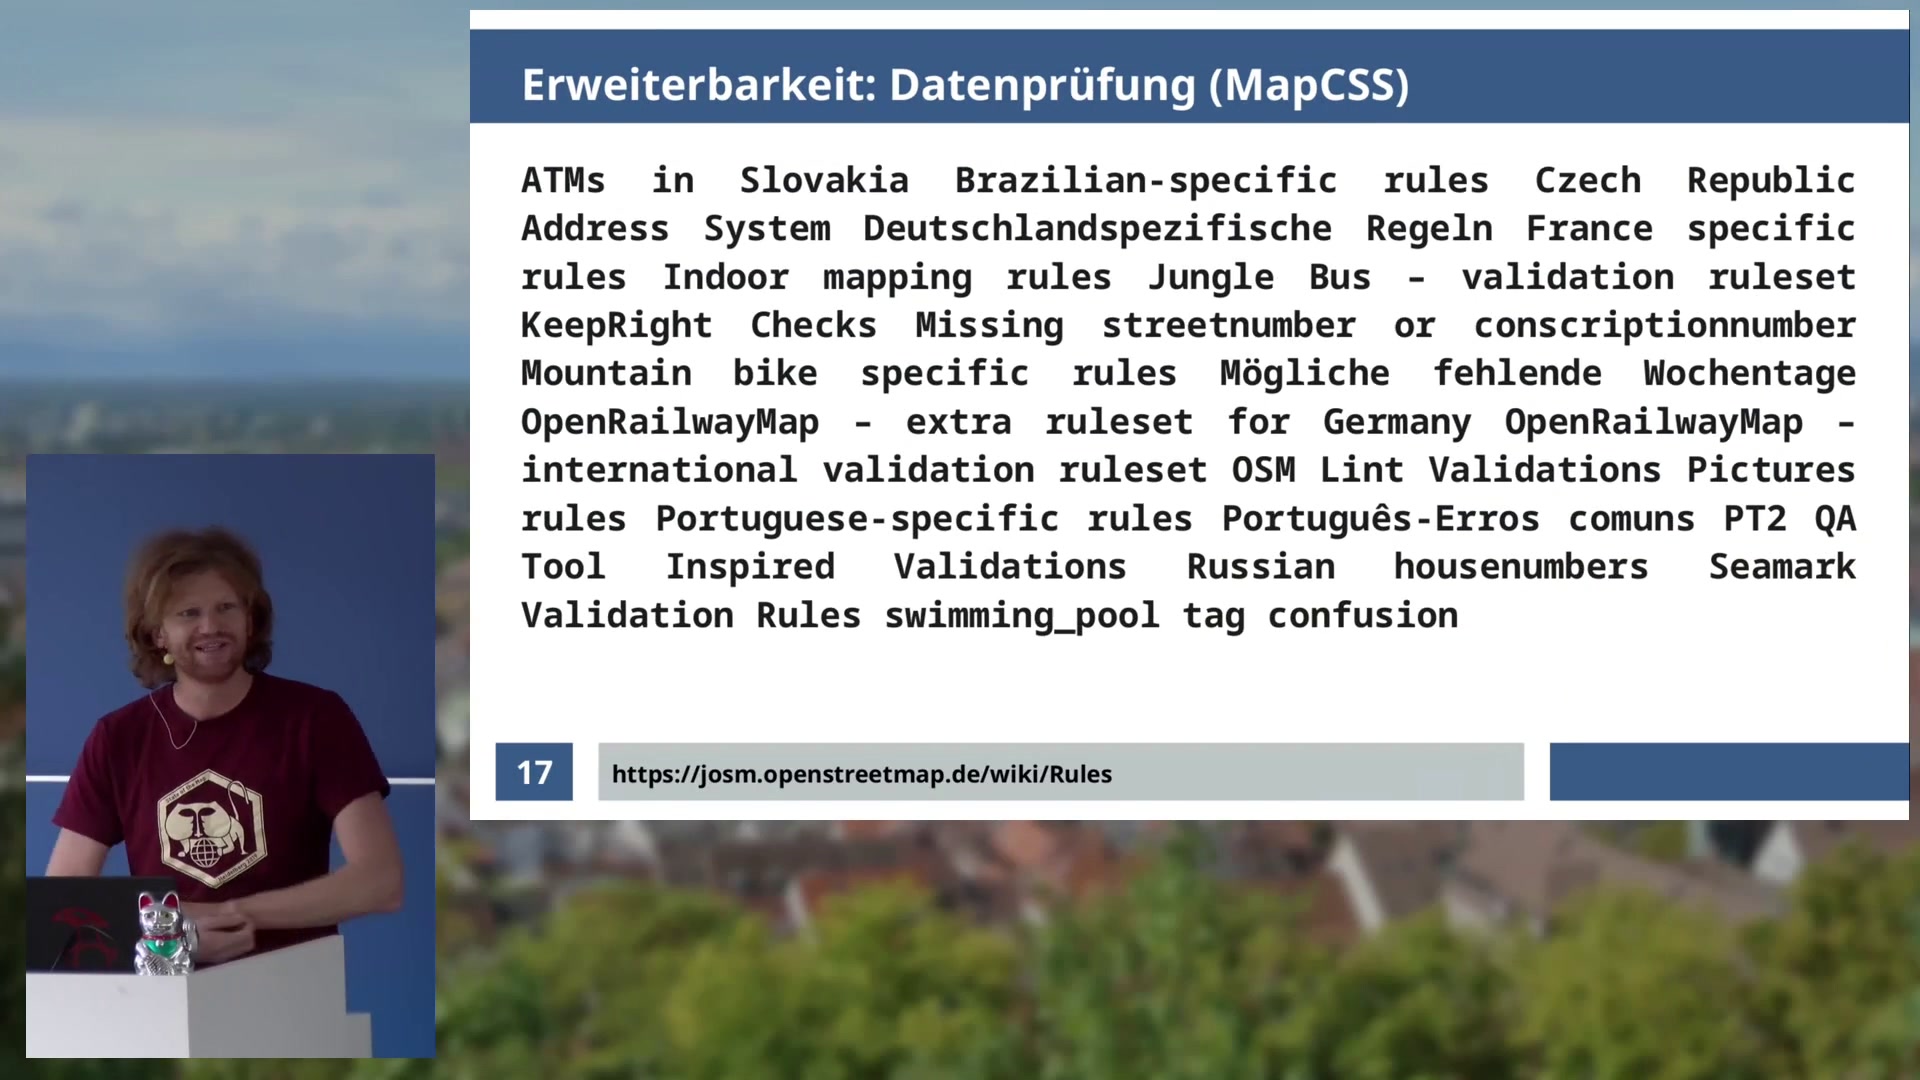 Erweiterbarkeit: Datenprüfung (MapCSS)
ATMs in Slovakia Brazilian-specific rules Czech Republic
Address System Deutschlandspezifische Regeln France specific
rules Indoor mapping rules Jungle Bus – validation ruleset
KeepRight Checks Missing streetnumber or conscriptionnumber
Mountain bike specific rules Mögliche fehlende Wochentage
OpenRailwayMap – extra ruleset for Germany OpenRailwayMap –
international validation ruleset OSM Lint Validations Pictures
rules Portuguese-specific rules Português-Erros comuns PT2 QA
Tool Inspired Validations Russian housenumbers Seamark
Validation Rules swimming_pool tag confusion
17
https://josm.openstreetmap.de/wiki/Rules